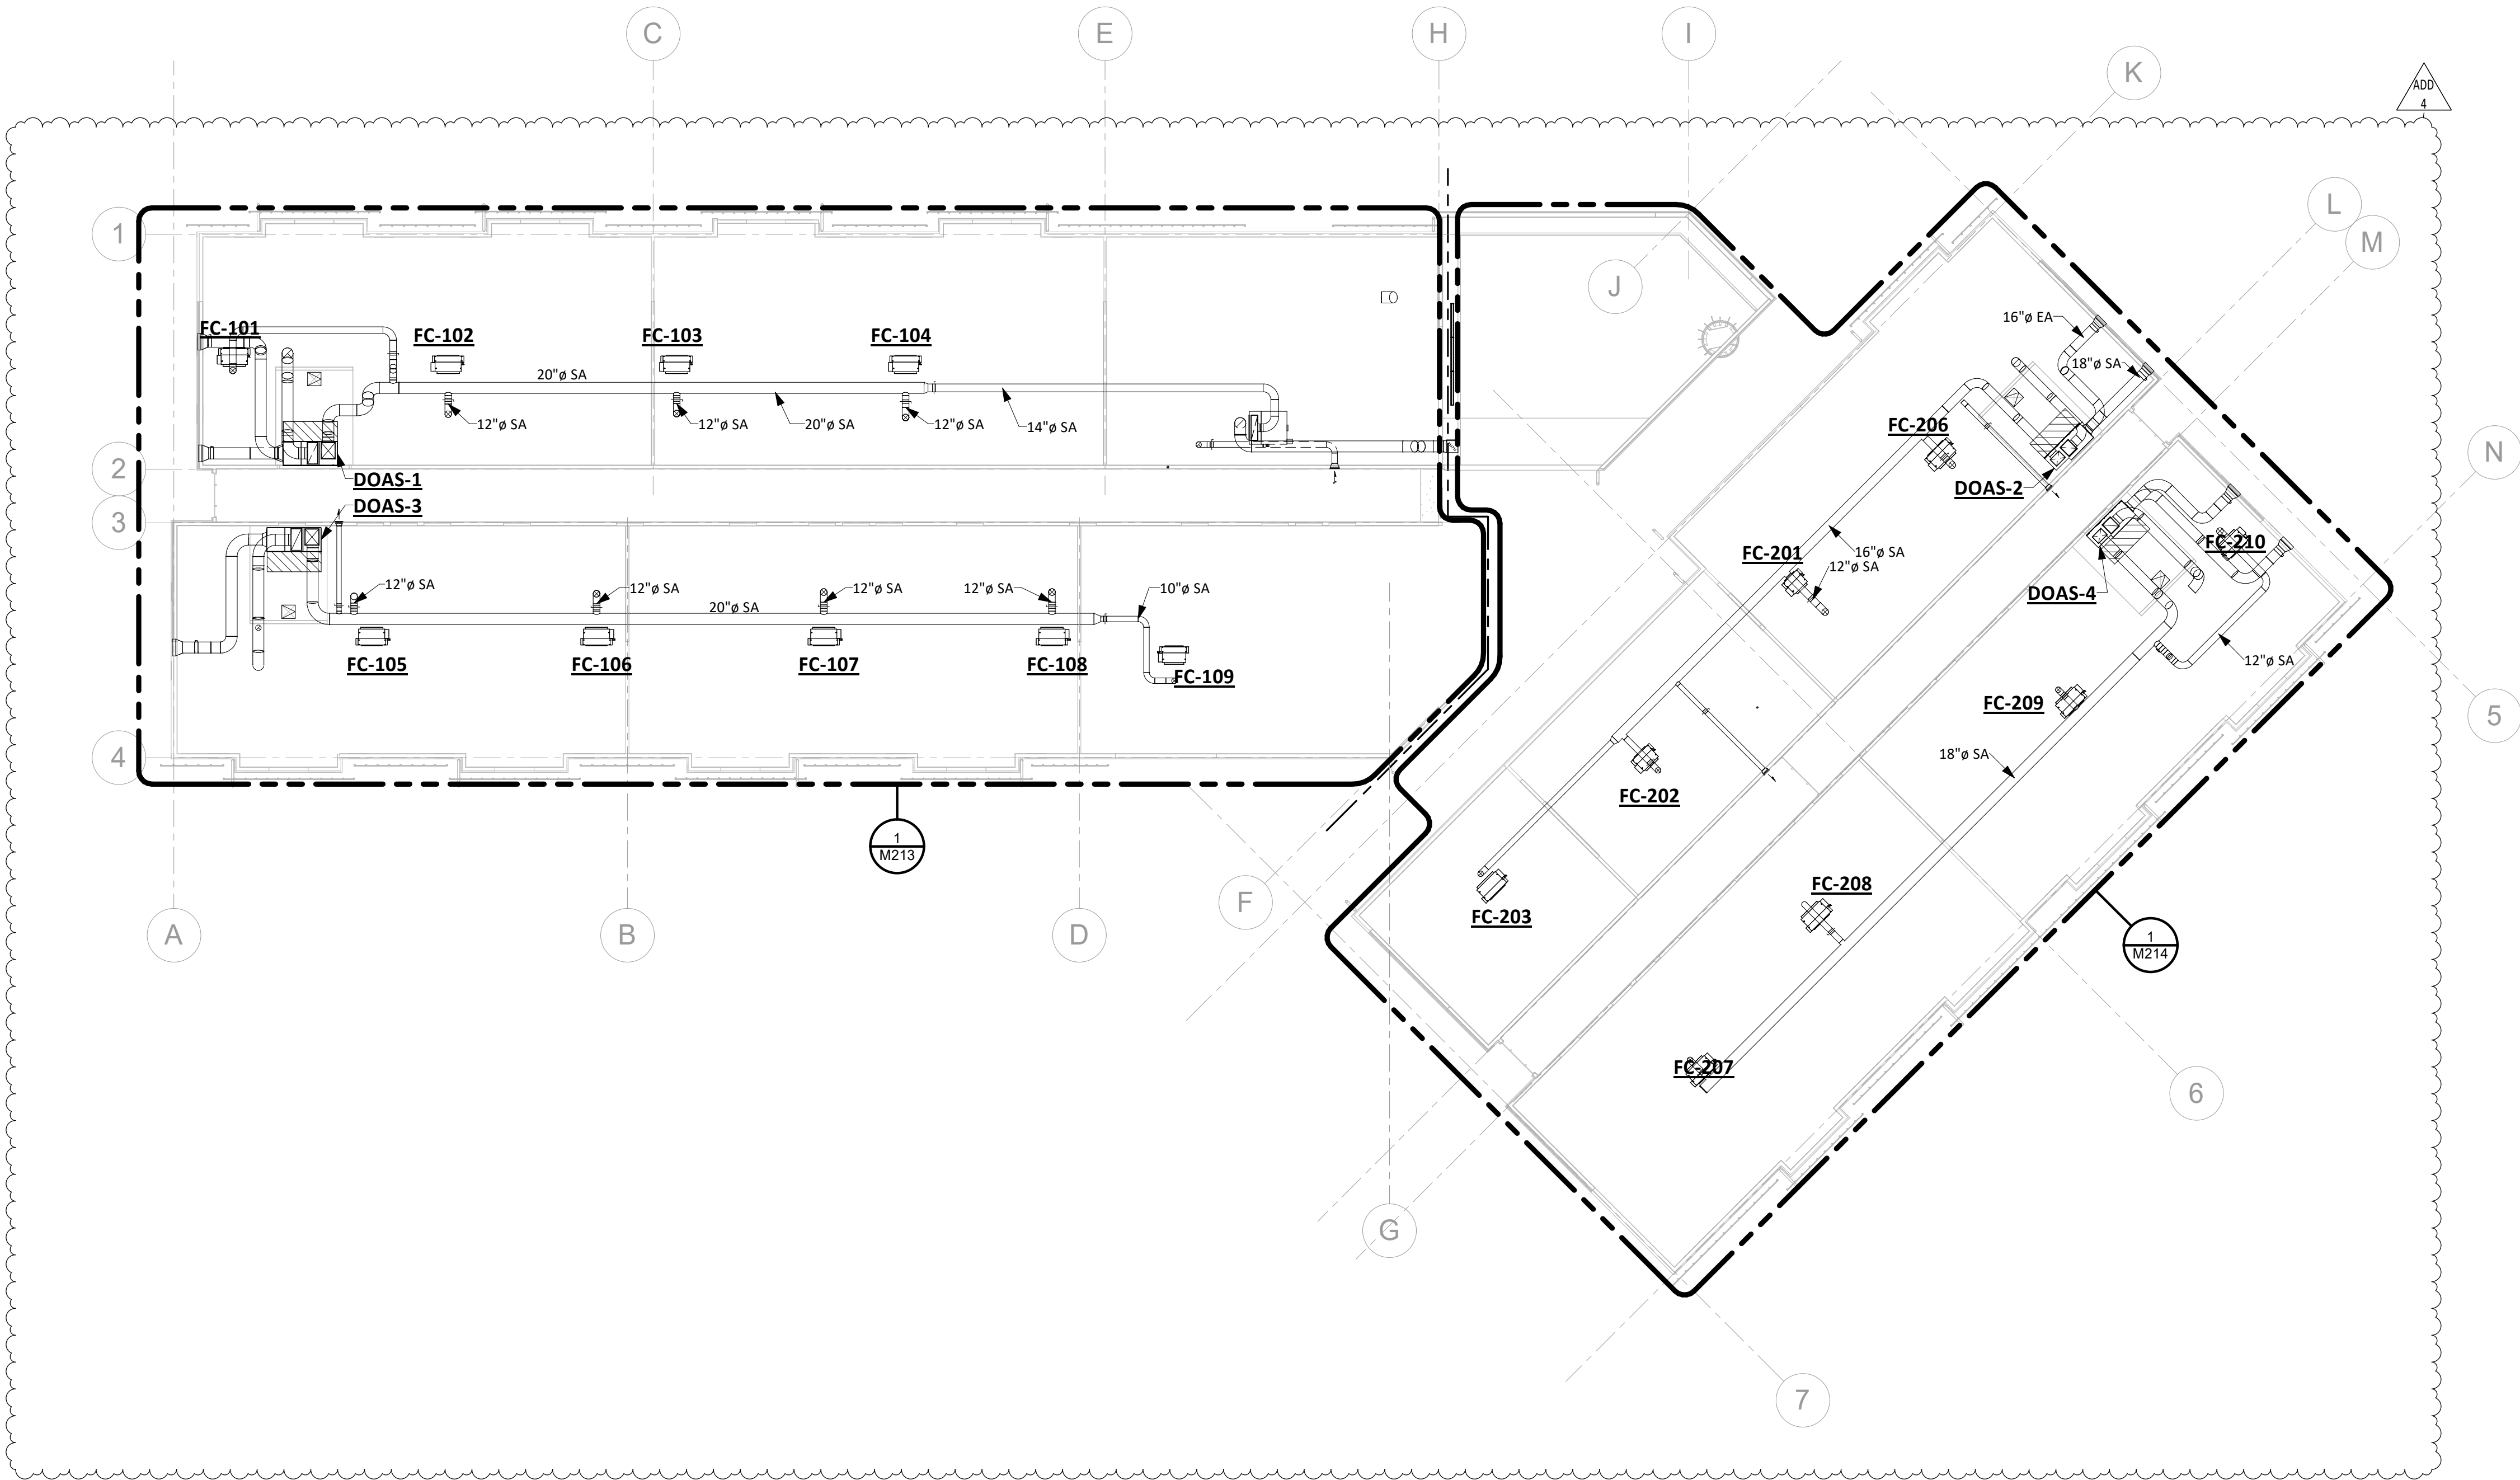 C
E
H
I
K
ADD
4
L
M
1
J
N
FC-101
FC-102
FC-103
FC-104
20"ø SA
12"ø SA
12"ø SA
20"ø SA
12"ø SA
14"ø SA
16"ø EA
18"ø SA
FC-206
2
DOAS-1
DOAS-2
3
DOAS-3
FC-201
16"ø SA
12"ø SA
FC-210
DOAS-4
12"ø SA
12"ø SA
20"ø SA
12"ø SA
12"ø SA
10"ø SA
FC-105
FC-106
FC-107
FC-108
FC-109
12"ø SA
FC-209
5
4
18"ø SA
FC-202
1
M213
FC-208
FC-203
F
A
B
D
1
M214
FC-207
6
G
7